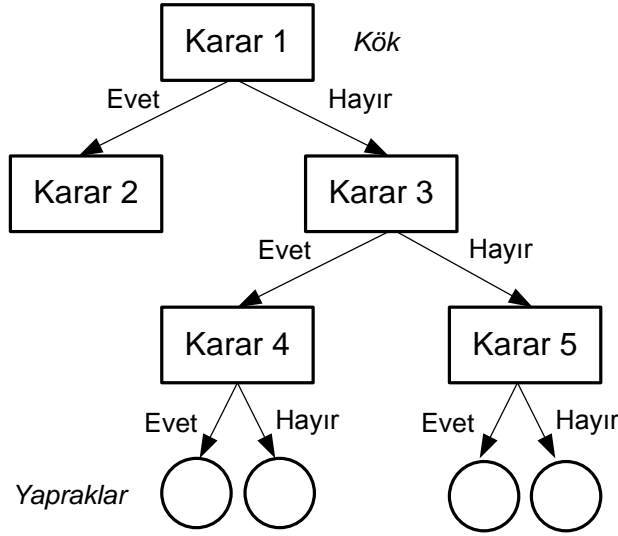 Karar 1 Kök
Evet Hayır
Karar 2 Karar 3
Evet Hayır
Karar 4 Karar 5
Evet Hayır Evet Hayır
Yapraklar